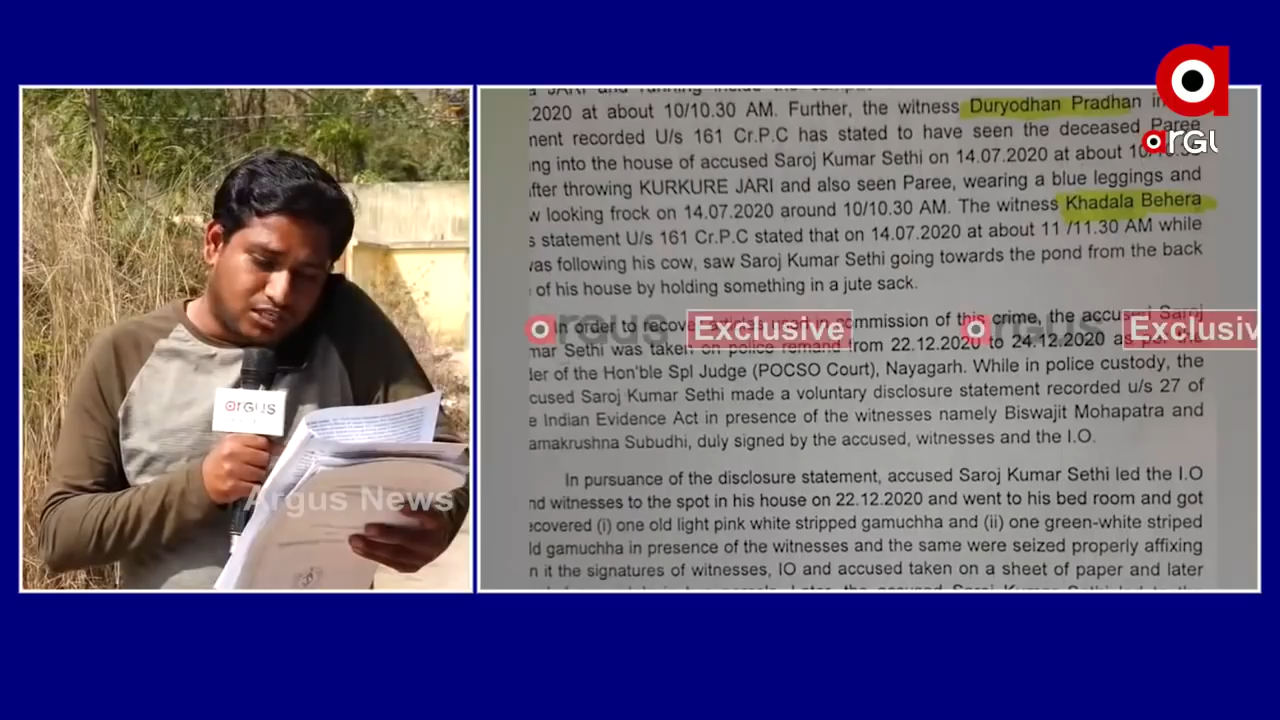 argus
argus
Argus News
.2020 at about 10/10.30 AM. Further, the witness Duryodhan Pradhan in
nent recorded U/s 161 Cr.P.C has stated to have seen the deceased Paree
ng into the house of accused Saroj Kumar Sethi on 14.07.2020 at about
fter throwing KURKURE JARI and also seen Paree, wearing a blue leggings and
w looking frock on 14.07.2020 around 10/10.30 AM. The witness Khadala Behera
s statement U/s 161 Cr.P.C stated that on 14.07.2020 at about 11 /11.30 AM while
was following his cow, saw Saroj Kumar Sethi going towards the pond from the back
of his house by holding something in a jute sack.
In order to recove articles used in commission of this crime, the accused Saroj
mar Sethi was taken on police remand from 22.12.2020 to 24.12.2020 as per the
argus Exclusive argus Exclusiv
der of the Hon'ble Spl Judge (POCSO Court), Nayagarh. While in police custody, the
cused Saroj Kumar Sethi made a voluntary disclosure statement recorded u/s 27 of
e Indian Evidence Act in presence of the witnesses namely Biswajit Mohapatra and
amakrushna Subudhi, duly signed by the accused, witnesses and the I.O.
In pursuance of the disclosure statement, accused Saroj Kumar Sethi led the I.O
nd witnesses to the spot in his house on 22.12.2020 and went to his bed room and got
ecovered (i) one old light pink white stripped gamuchha and (ii) one green-white striped
ld gamuchha in presence of the witnesses and the same were seized properly affixing
n it the signatures of witnesses, IO and accused taken on a sheet of paper and later